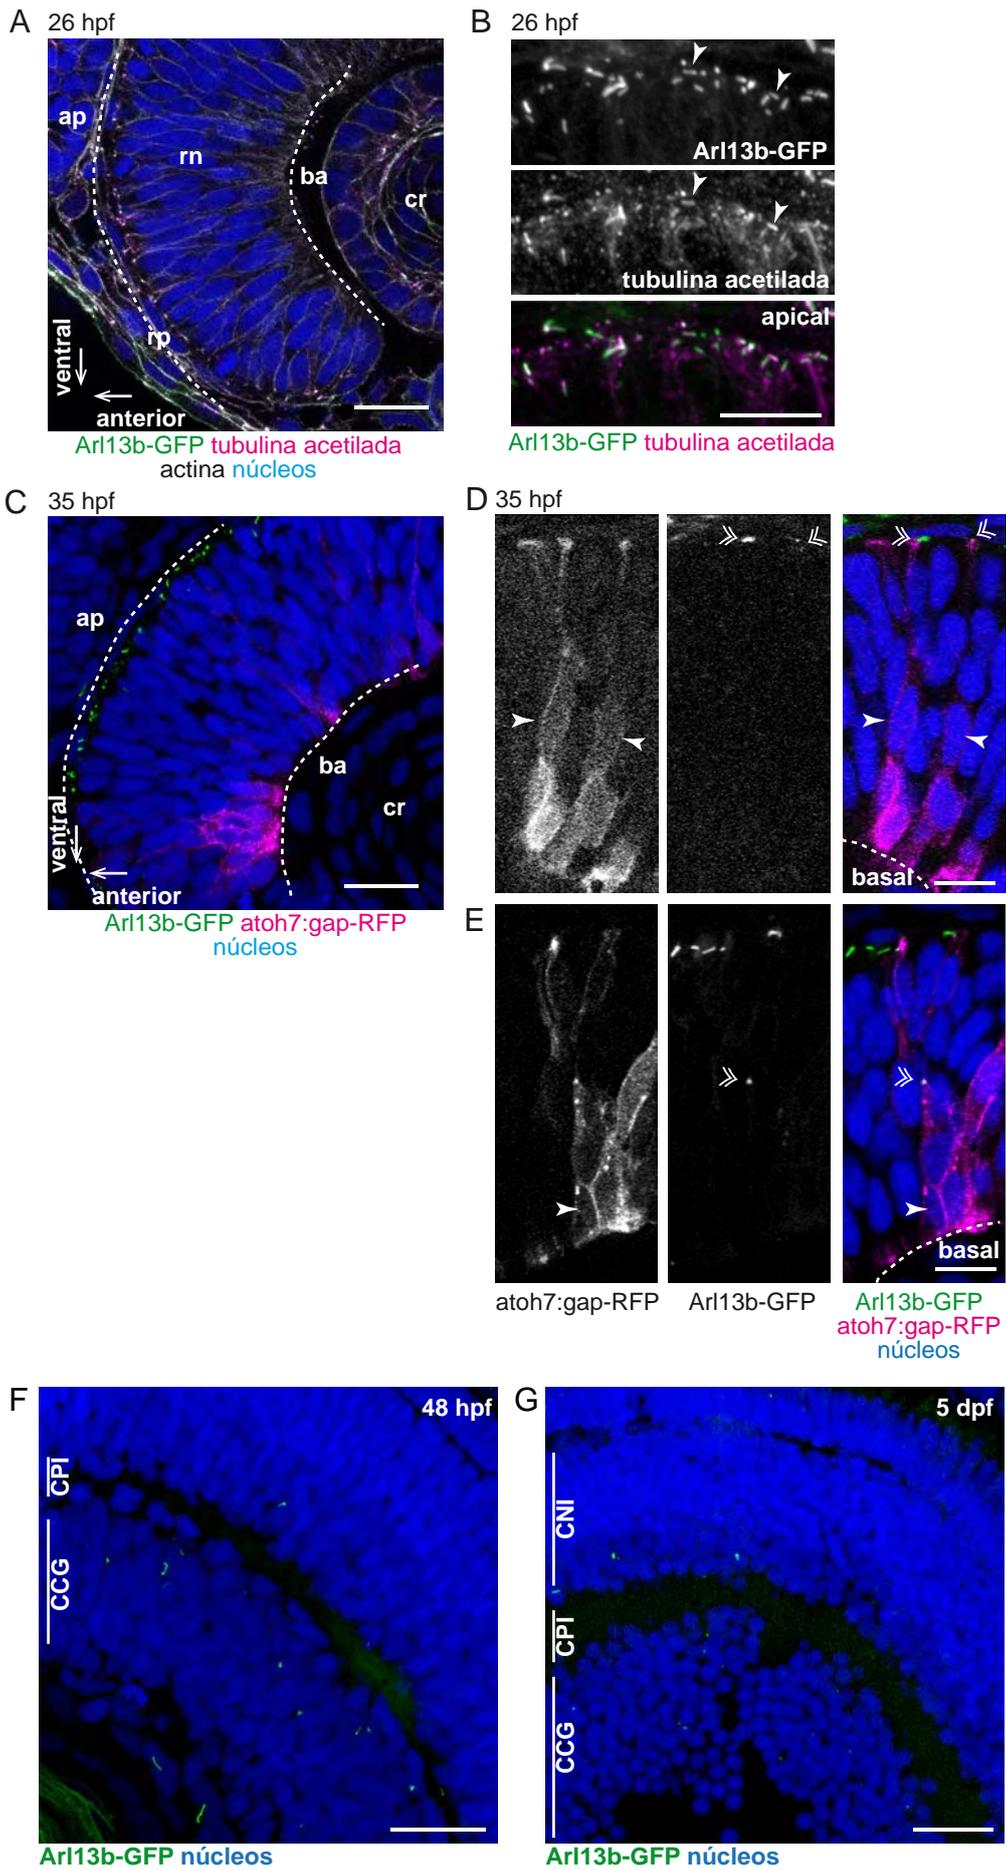 A 26 hpf
ap
rn
ba
cr
rp
ventral
anterior
Arl13b-GFP tubulina acetilada
actina núcleos
B 26 hpf
Arl13b-GFP
tubulina acetilada
apical
Arl13b-GFP tubulina acetilada
C 35 hpf
ap
ba
cr
ventral
anterior
Arl13b-GFP atoh7:gap-RFP
núcleos
D 35 hpf
basal
E
basal
atoh7:gap-RFP
Arl13b-GFP
Arl13b-GFP
atoh7:gap-RFP
núcleos
F
48 hpf
CPI
CCG
Arl13b-GFP núcleos
G
5 dpf
CNI
CPI
CCG
Arl13b-GFP núcleos